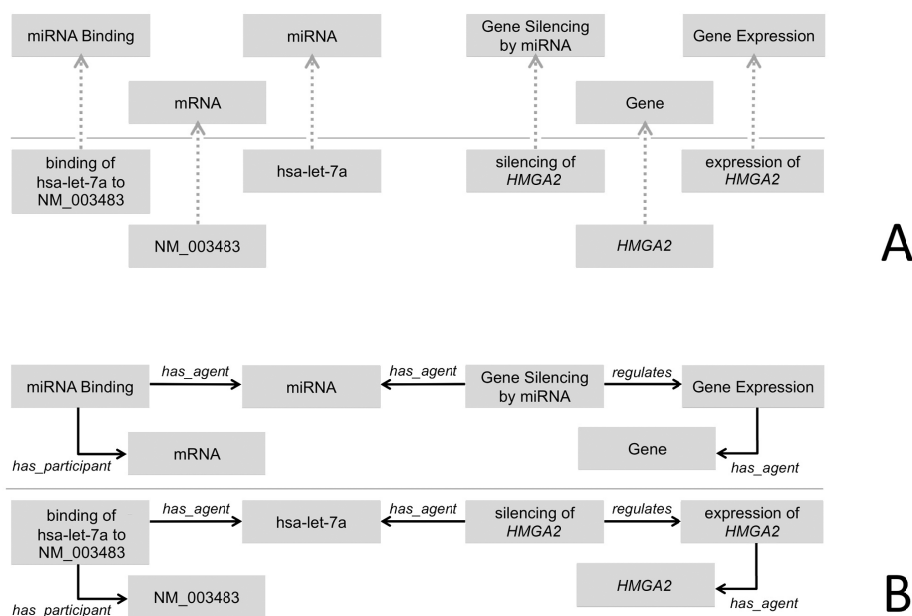 miRNA Binding
miRNA
Gene Silencing
by miRNA
Gene Expression
mRNA
Gene
binding of
hsa-let-7a to
NM_003483
hsa-let-7a
silencing of
HMGA2
expression of
HMGA2
NM_003483
HMGA2
A
has_agent
has_agent
regulates
miRNA Binding
miRNA
Gene Silencing
by miRNA
Gene Expression
has_participant
mRNA
Gene
has_agent
binding of
hsa-let-7a to
NM_003483
has_agent
hsa-let-7a
has_agent
silencing of
HMGA2
regulates
expression of
HMGA2
has_participant
NM_003483
HMGA2
has_agent
B